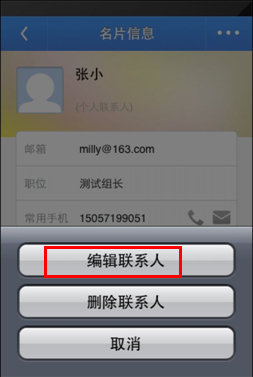 名片信息
张小
(个人联系人)
邮箱 milly@163.com
职位 测试组长
常用手机 15057199051
编辑联系人
删除联系人
取消